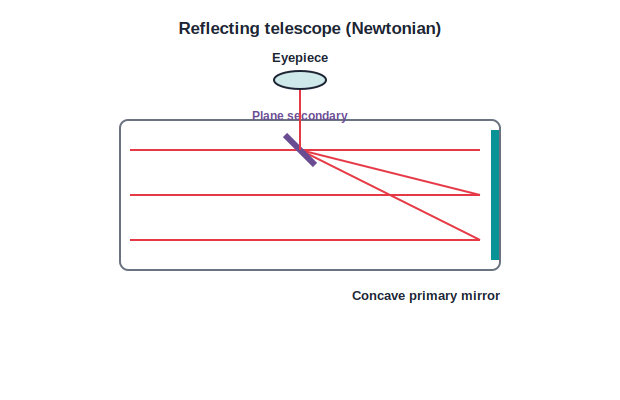 Reflecting telescope (Newtonian)
Eyepiece
Plane secondary
Concave primary mirror